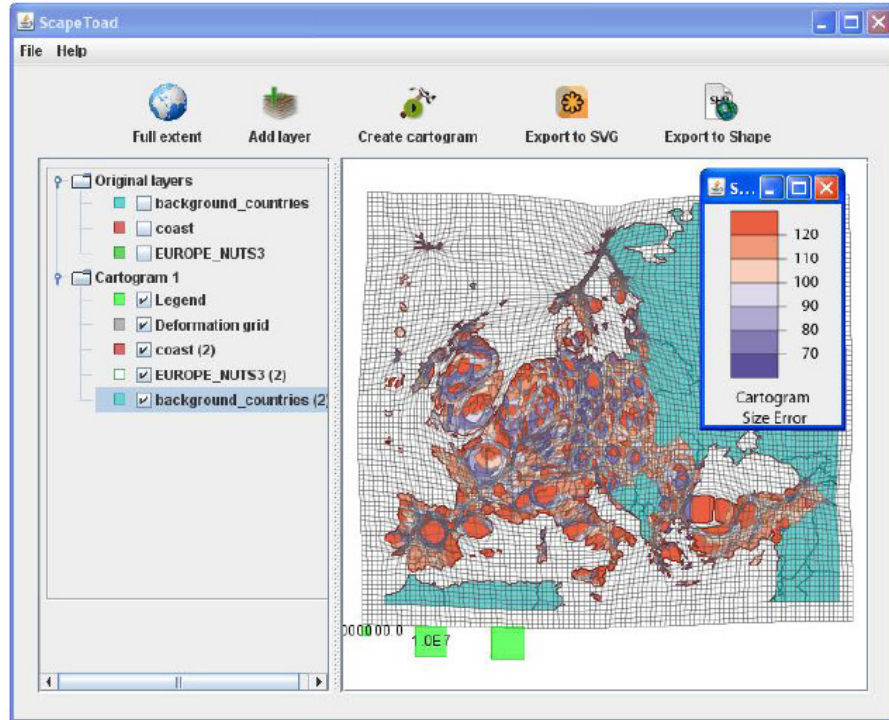 ScapeToad
File Help
Full extent Add layer Create cartogram Export to SVG Export to Shape
Original layers
background_countries
coast
EUROPE_NUTS3
Cartogram 1
Legend
Deformation grid
coast (2)
EUROPE_NUTS3 (2)
background_countries (2)
S...
120
110
100
90
80
70
Cartogram
Size Error
000000.0
1.0E7